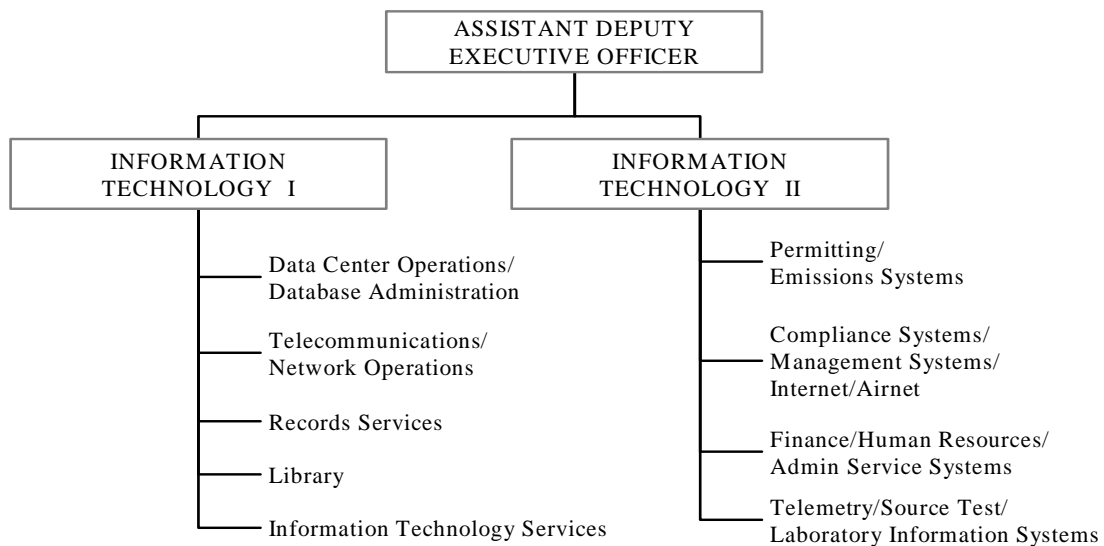 ASSISTANT DEPUTY
EXECUTIVE OFFICER
INFORMATION
TECHNOLOGY I
Data Center Operations/
Database Administration
Telecommunications/
Network Operations
Records Services
Library
Information Technology Services
INFORMATION
TECHNOLOGY II
Permitting/
Emissions Systems
Compliance Systems/
Management Systems/
Internet/Airnet
Finance/Human Resources/
Admin Service Systems
Telemetry/Source Test/
Laboratory Information Systems